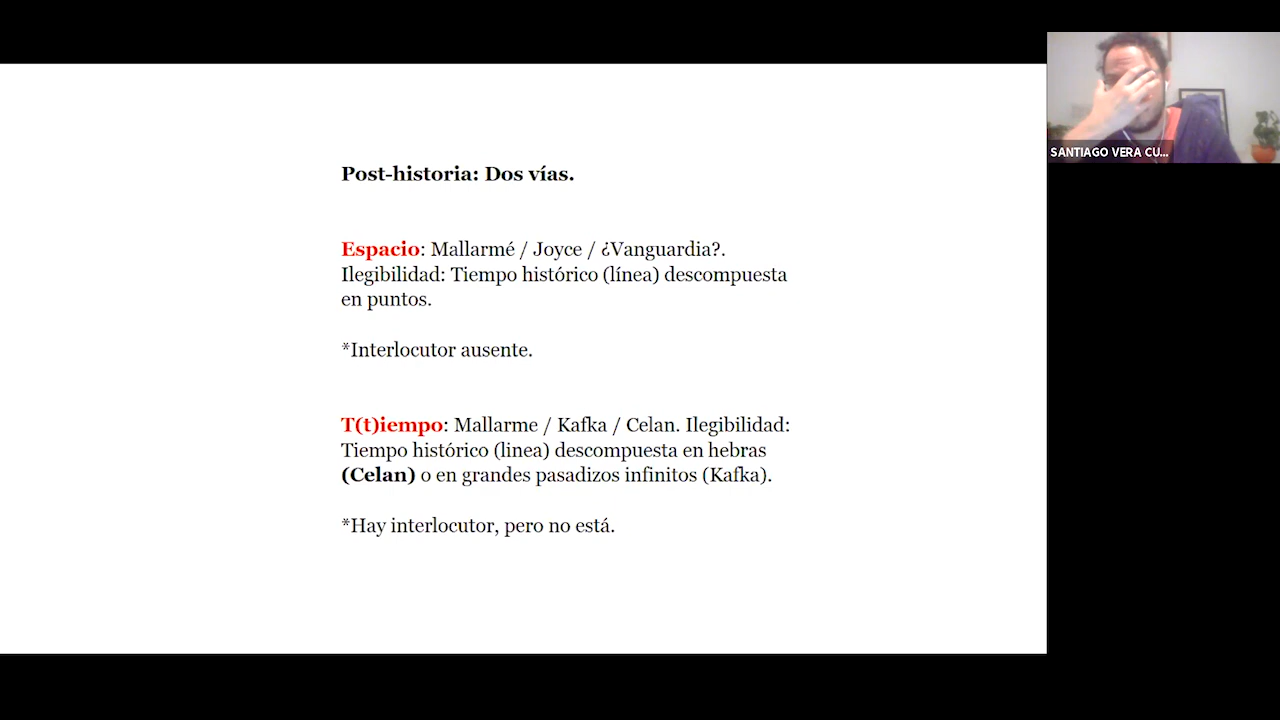 Post-historia: Dos vías.
Espacio: Mallarmé / Joyce / ¿Vanguardia?.
Ilegibilidad: Tiempo histórico (línea) descompuesta
en puntos.
*Interlocutor ausente.
T(t)iempo: Mallarme / Kafka / Celan. Ilegibilidad:
Tiempo histórico (linea) descompuesta en hebras
(Celan) o en grandes pasadizos infinitos (Kafka).
*Hay interlocutor, pero no está.
SANTIAGO VERA CU...